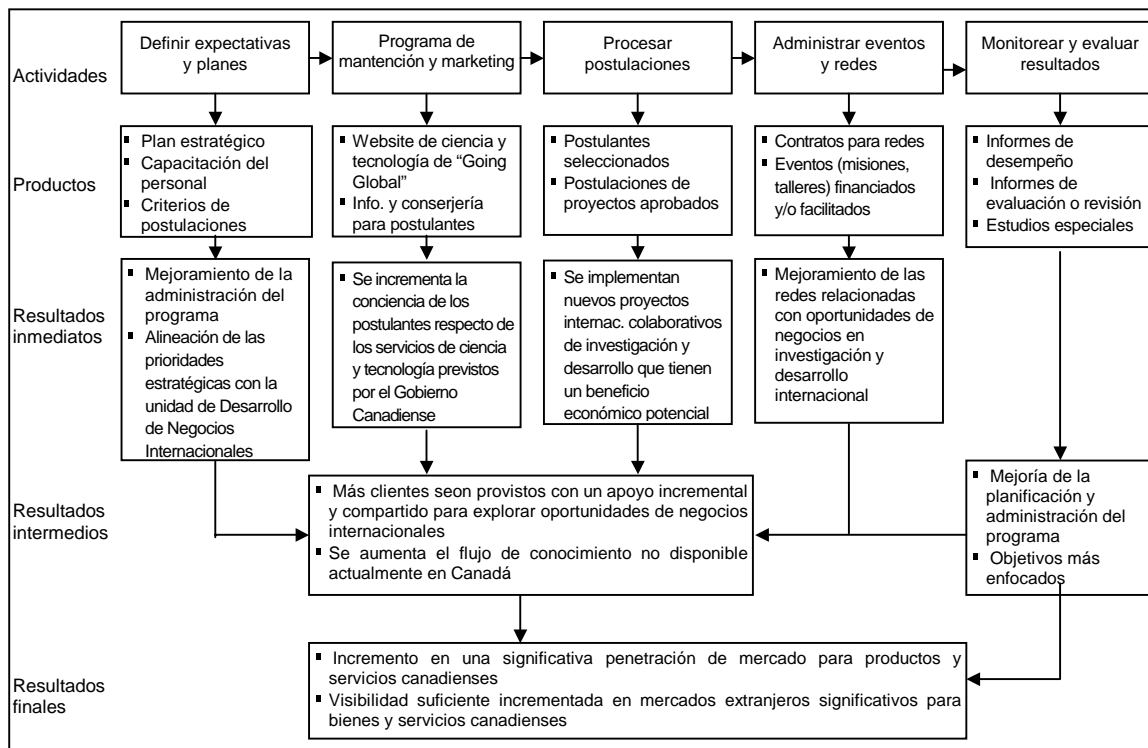 Actividades
Definir expectativas
y planes
Programa de
mantención y marketing
Procesar
postulaciones
Administrar eventos
y redes
Monitorear y evaluar
resultados
Productos
▪ Plan estratégico
▪ Capacitación del
personal
▪ Criterios de
postulaciones
▪ Website de ciencia y
tecnología de “Going
Global”
▪ Info. y conserjería
para postulantes
▪ Postulantes
seleccionados
▪ Postulaciones de
proyectos aprobados
▪ Contratos para redes
▪ Eventos (misiones,
talleres) financiados
y/o facilitados
▪ Informes de
desempeño
▪ Informes de
evaluación o revisión
▪ Estudios especiales
Resultados
inmediatos
▪ Mejoramiento de la
administración del
programa
▪ Alineación de las
prioridades
estratégicas con la
unidad de Desarrollo
de Negocios
Internacionales
▪ Se incrementa la
conciencia de los
postulantes respecto de
los servicios de ciencia
y tecnología previstos
por el Gobierno
Canadiense
▪ Se implementan
nuevos proyectos
internac. colaborativos
de investigación y
desarrollo que tienen
un beneficio
económico potencial
▪ Mejoramiento de las
redes relacionadas
con oportunidades de
negocios en
investigación y
desarrollo
internacional
Resultados
intermedios
▪ Más clientes seon provistos con un apoyo incremental
y compartido para explorar oportunidades de negocios
internacionales
▪ Se aumenta el flujo de conocimiento no disponible
actualmente en Canadá
▪ Mejoría de la
planificación y
administración del
programa
▪ Objetivos más
enfocados
Resultados
finales
▪ Incremento en una significativa penetración de mercado para productos y
servicios canadienses
▪ Visibilidad suficiente incrementada en mercados extranjeros significativos para
bienes y servicios canadienses